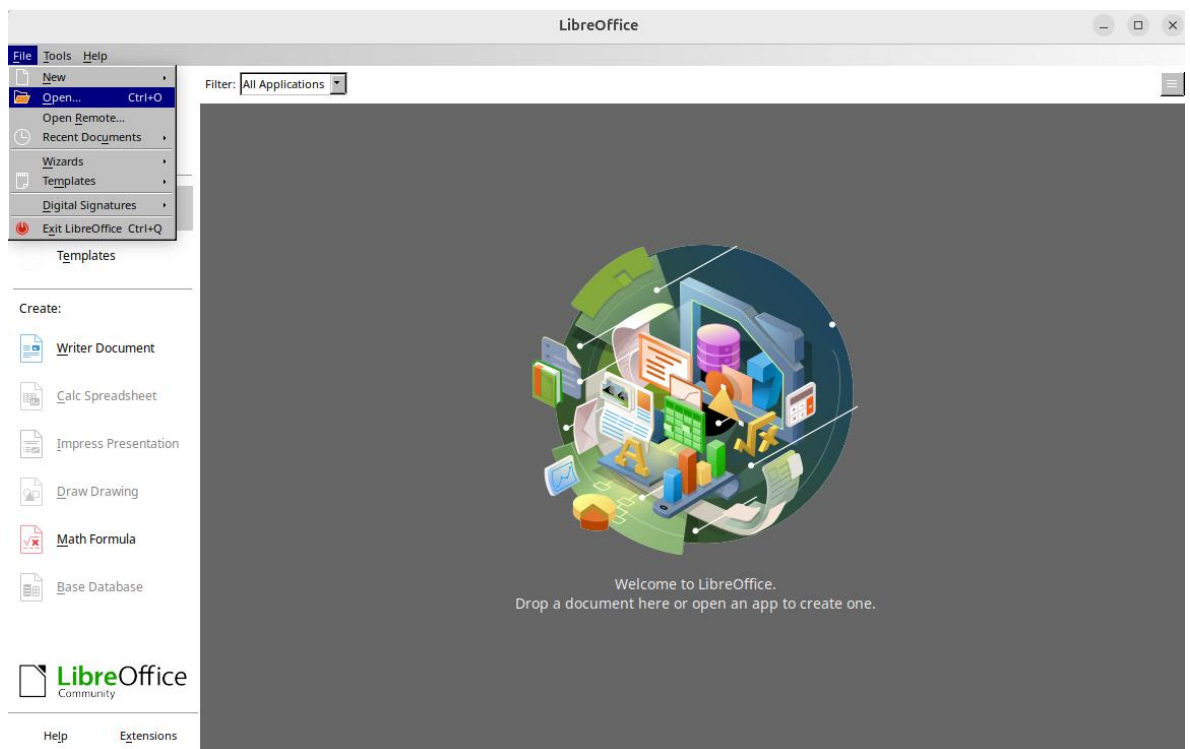 LibreOffice
File Tools Help
New
Open... Ctrl+O
Open Remote...
Recent Documents
Wizards
Templates
Digital Signatures
Exit LibreOffice Ctrl+Q
Filter: All Applications
Templates
Create:
Writer Document
Calc Spreadsheet
Impress Presentation
Draw Drawing
Math Formula
Base Database
LibreOffice
Community
Help Extensions
Welcome to LibreOffice.
Drop a document here or open an app to create one.